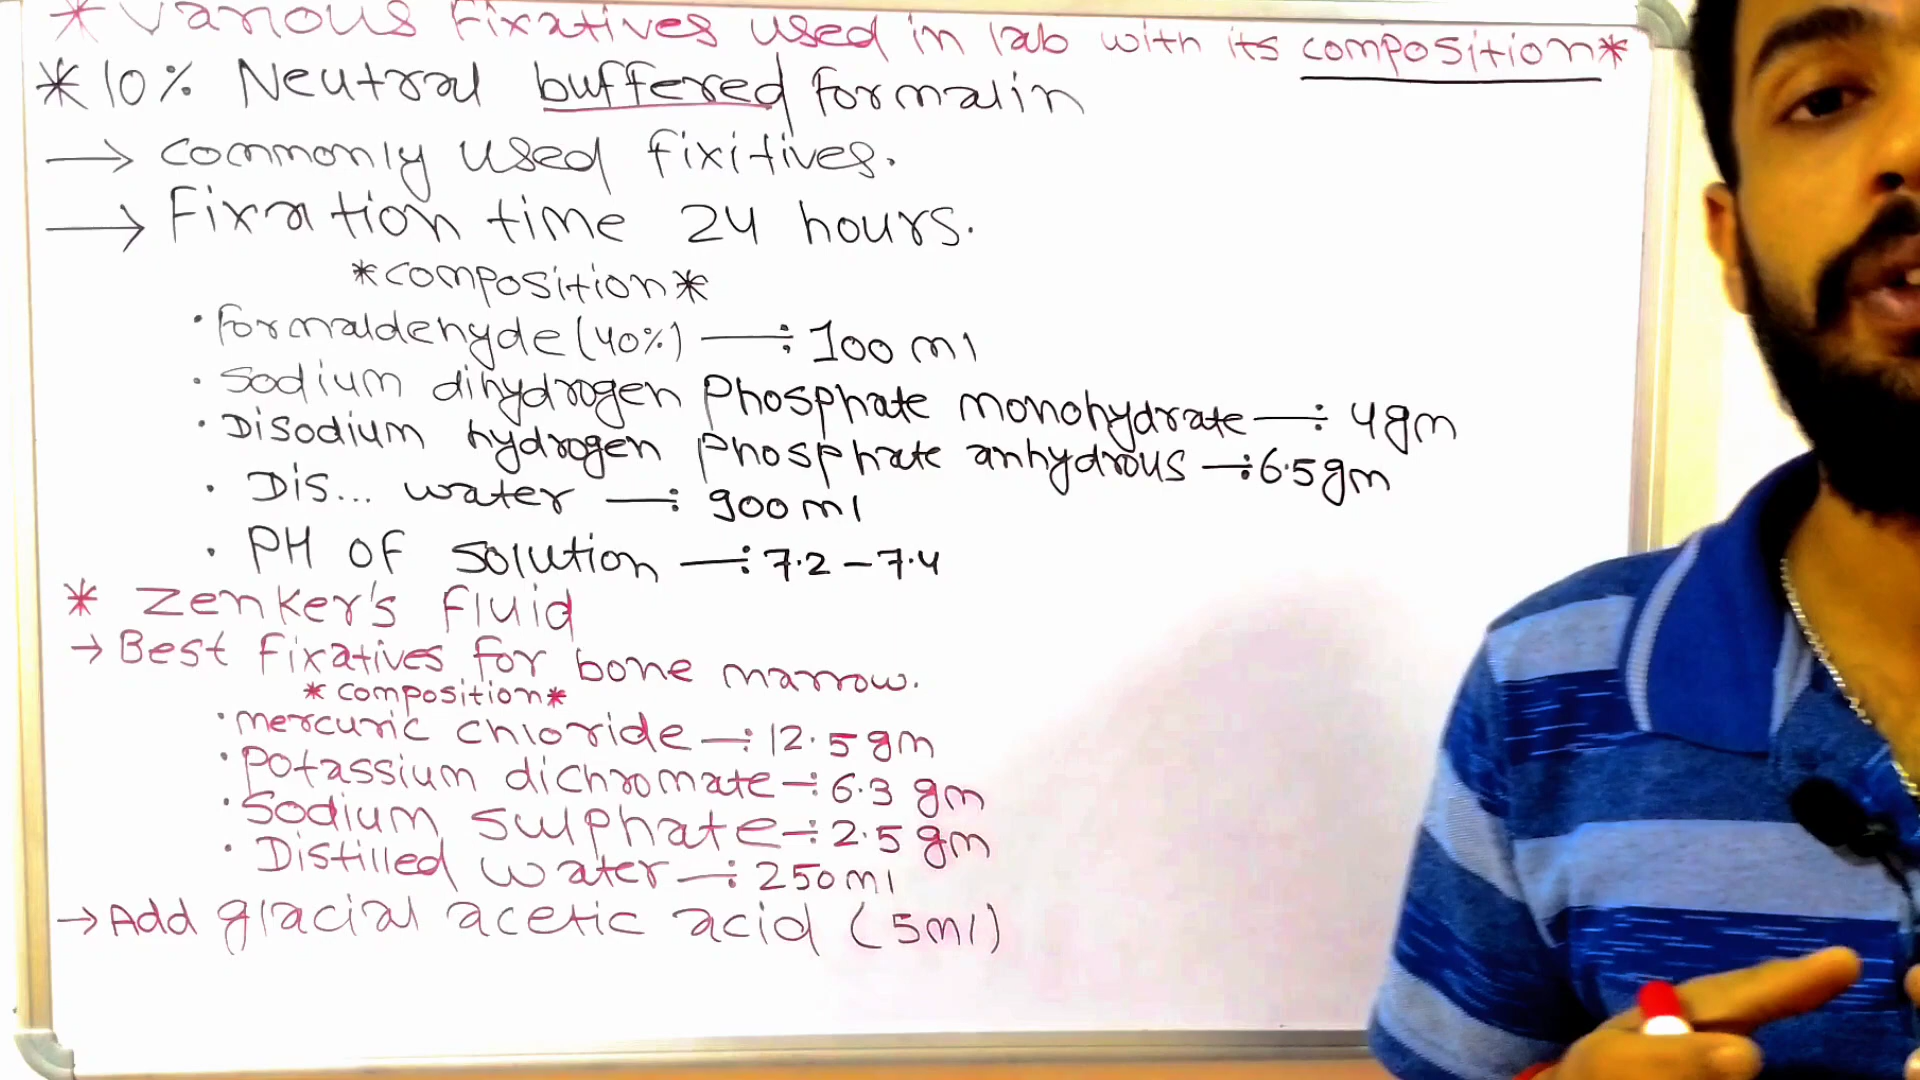 *Various Fixatives used in lab with its composition*
*10% Neutral buffered formalin
→ commonly used fixitives.
→ Fixation time 24 hours.
*composition*
• Formaldehyde (40%) —: 100 ml
• Sodium dihydrogen Phosphate monohydrate —: 4gm
• Disodium hydrogen Phosphate anhydrous —: 6.5gm
• Dis... water —: 900 ml
• PH OF Solution —: 7.2 – 7.4
* Zenker's Fluid
→ Best Fixatives for bone marrow.
*composition*
• mercuric chloride —: 12.5 gm
• Potassium dichromate —: 6.3 gm
• Sodium sulphate —: 2.5 gm
• Distilled water —: 250 ml
→ Add glacial acetic acid (5ml)